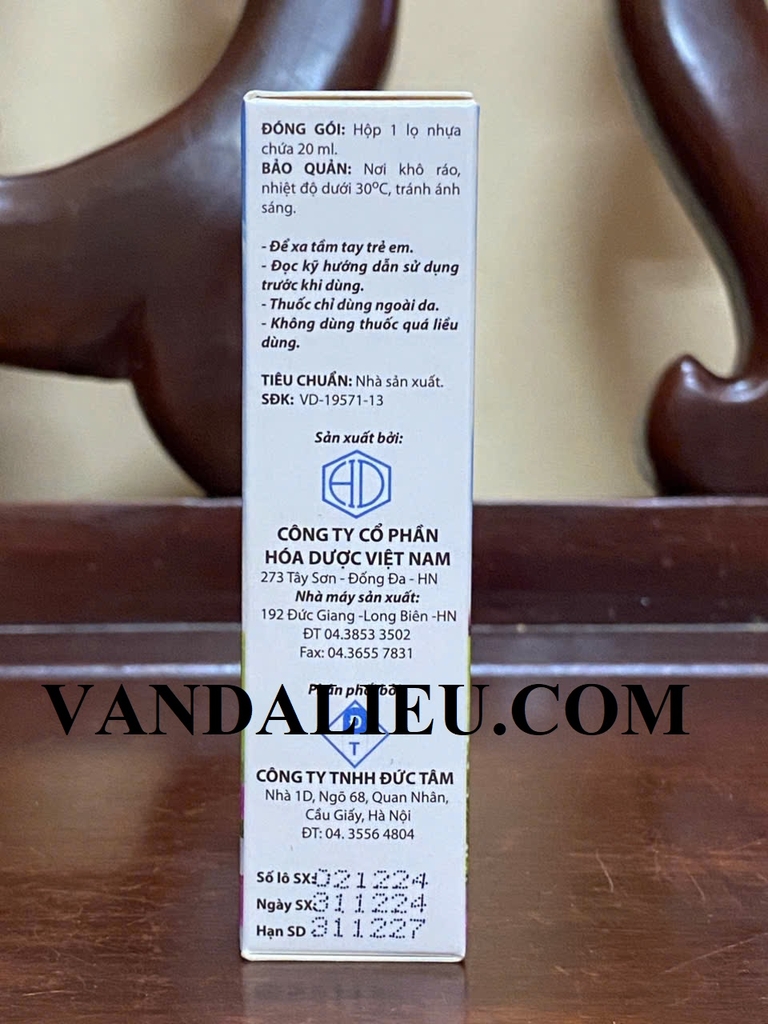 ĐÓNG GÓI: Hộp 1 lọ nhựa
chứa 20 ml.
BẢO QUẢN: Nơi khô ráo,
nhiệt độ dưới 30ºC, tránh ánh
sáng.
- Để xa tầm tay trẻ em.
- Đọc kỹ hướng dẫn sử dụng
trước khi dùng.
- Thuốc chỉ dùng ngoài da.
- Không dùng thuốc quá liều
dùng.
TIÊU CHUẨN: Nhà sản xuất.
SĐK: VD-19571-13
Sản xuất bởi:
HD
CÔNG TY CỔ PHẦN
HÓA DƯỢC VIỆT NAM
273 Tây Sơn - Đống Đa - HN
Nhà máy sản xuất:
192 Đức Giang -Long Biên -HN
ĐT 04.3853 3502
Fax: 04.3655 7831
Phân phối bởi:
VANDALIEU.COM
Đ
T
CÔNG TY TNHH ĐỨC TÂM
Nhà 1D, Ngõ 68, Quan Nhân,
Cầu Giấy, Hà Nội
ĐT: 04. 3556 4804
Số lô SX: 021224
Ngày SX: 311224
Hạn SD 311227